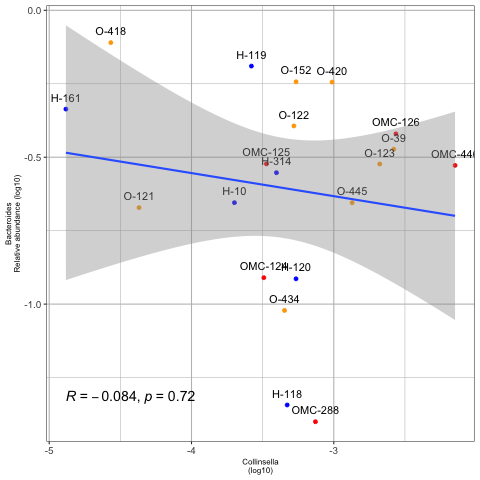 0.0
O-418
H-119
O-152 O-420
H-161
O-122
OMC-126
O-39
OMC-125
O-123
-0.5
H-314
O-121
H-10
O-445
OMC-124
H-120
-1.0
O-434
R = −0.084, p = 0.72
H-118
OMC-288
-5 -4 -3
Collinsella
(log10)
Bacteroides
Relative abundance (log10)